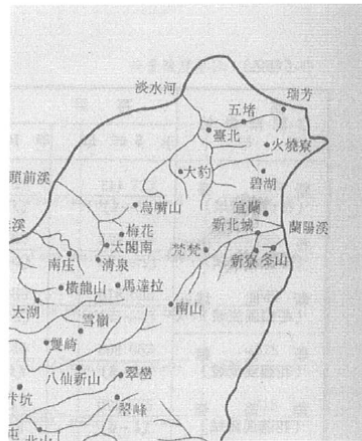 淡水河
瑞芳
五堵
臺北
火燒寮
大豹
碧湖
頭前溪
烏嘴山
宜蘭
梅花
新北城
蘭陽溪
太閣南
梵梵
南庄
清泉
新寮
冬山
橫龍山
馬達拉
大湖
南山
雪嶺
雙崎
八仙新山
翠巒
翠峰